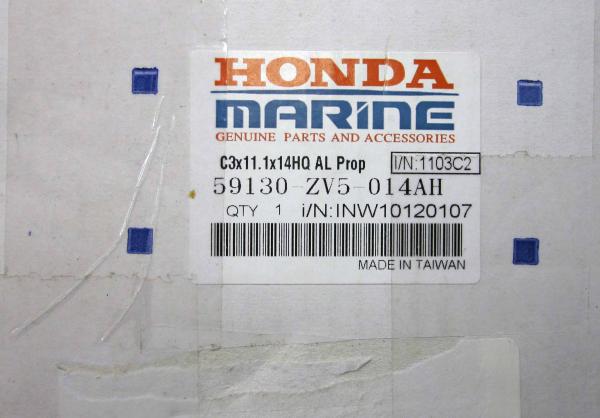 HONDA
MARINE
GENUINE PARTS AND ACCESSORIES
C3x11.1x14HQ AL Prop I/N:1103C2
59130-ZV5-014AH
QTY 1 i/N:INW10120107
MADE IN TAIWAN